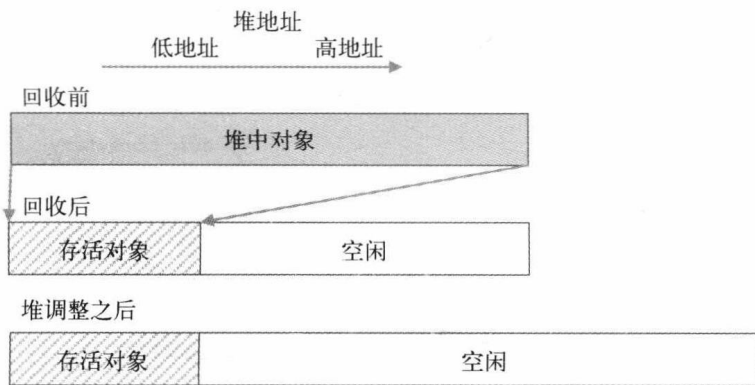 堆地址
低地址 高地址
回收前
堆中对象
回收后
存活对象 空闲
堆调整之后
存活对象 空闲